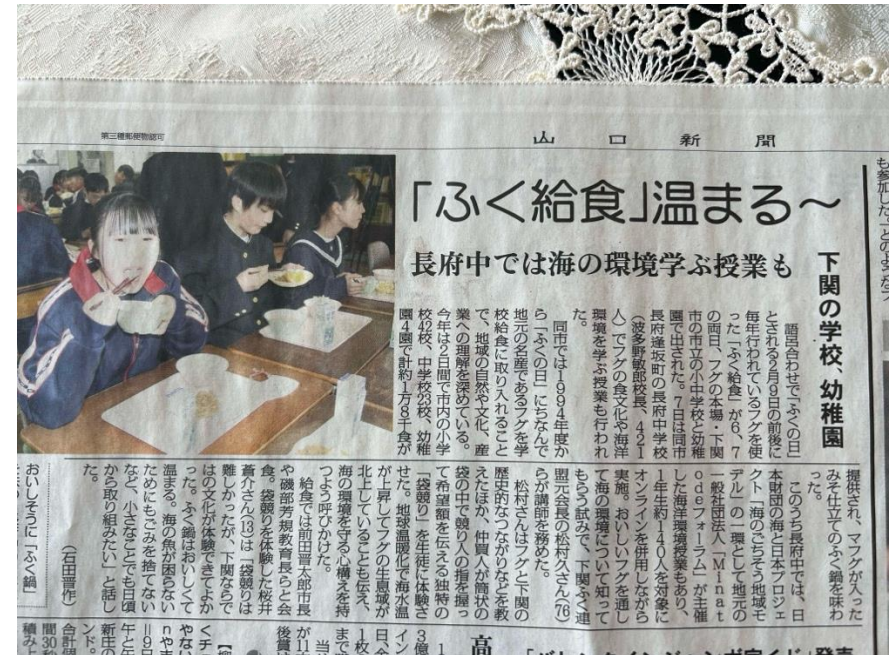 第三種郵便物認可
山口新聞
「ふく給食」温まる〜
長府中では海の環境学ぶ授業も
下関の学校、幼稚園
語呂合わせで「ふくの日」
とされる2月9日の前後に
毎年行われているフグを使
った「ふく給食」が6、7
の両日、フグの本場・下関
市の市立の小中学校と幼稚
園で出された。7日は同市
長府逢坂町の長府中学校
（波多野敏郎校長、421
人）でフグの食文化や海洋
環境を学ぶ授業も行われ
た。
同市では1994年度か
ら「ふくの日」にちなんで
地元の名産であるフグを学
校給食に取り入れること
で、地域の自然や文化、産
業への理解を深めている。
今年は2日間で市内の小学
校42校、中学校23校、幼稚
園4園で計約1万8千食が
提供され、マフグが入った
みそ仕立てのふく鍋を味わ
った。
このうち長府中では、日
本財団の海と日本プロジェ
クト「海のごちそう地域モ
デル」の一環として地元の
一般社団法人「Minat
odeフォーラム」が主催
した海洋環境授業もあり、
1年生約140人を対象に
オンラインを併用しながら
実施。おいしいフグを通し
て海の環境について知って
もらう試みで、下関ふく連
盟元会長の松村久さん(76)
らが講師を務めた。
松村さんはフグと下関の
歴史的なつながりなどを教
えたほか、仲買人が筒状の
袋の中で競り人の指を握っ
て希望額を伝える独特の
「袋競り」を生徒に体験さ
せた。地球温暖化で海水温
が上昇してフグの生息域が
北上していることも伝え、
海の環境を守る心構えを持
つよう呼びかけた。
給食では前田晋太郎市長
や磯部芳規教育長らと会
食。袋競りを体験した桜井
蒼介さん(13)は「袋競りは
難しかったが、下関ならで
はの文化が体験できてよか
った。ふく鍋はおいしくて
温まる。海の魚が困らない
ためにもごみを捨てない
など、小さなことでも日頃
から取り組みたい」と話し
た。
（石田晋作）
おいしそうに「ふく鍋」
も参加した。